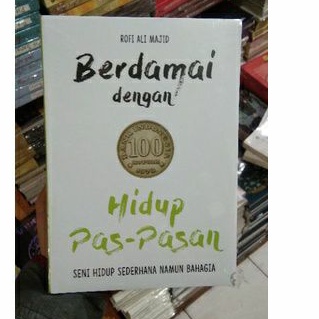 ROFI ALI MAJID
Berdamai
dengan
100
Hidup
Pas-Pasan
SENI HIDUP SEDERHANA NAMUN BAHAGIA